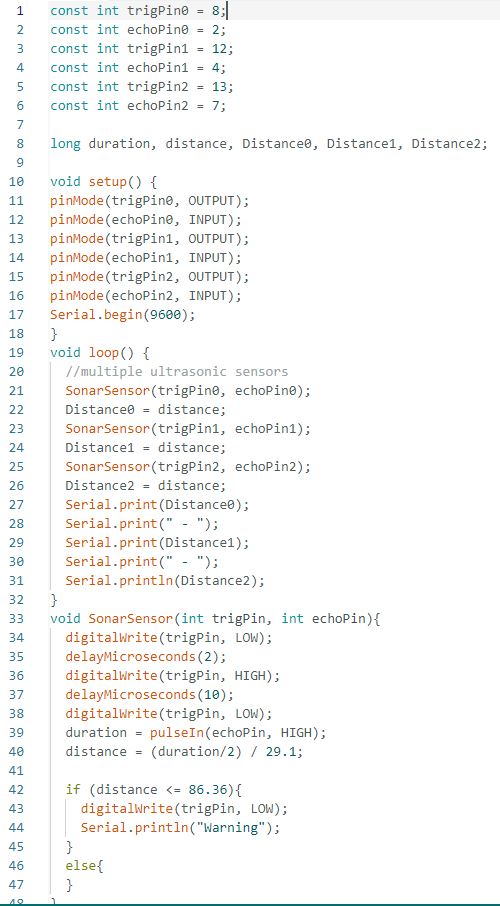 1 const int trigPin0 = 8;
2 const int echoPin0 = 2;
3 const int trigPin1 = 12;
4 const int echoPin1 = 4;
5 const int trigPin2 = 13;
6 const int echoPin2 = 7;
7
8 long duration, distance, Distance0, Distance1, Distance2;
9
10 void setup() {
11 pinMode(trigPin0, OUTPUT);
12 pinMode(echoPin0, INPUT);
13 pinMode(trigPin1, OUTPUT);
14 pinMode(echoPin1, INPUT);
15 pinMode(trigPin2, OUTPUT);
16 pinMode(echoPin2, INPUT);
17 Serial.begin(9600);
18 }
19 void loop() {
20   //multiple ultrasonic sensors
21   SonarSensor(trigPin0, echoPin0);
22   Distance0 = distance;
23   SonarSensor(trigPin1, echoPin1);
24   Distance1 = distance;
25   SonarSensor(trigPin2, echoPin2);
26   Distance2 = distance;
27   Serial.print(Distance0);
28   Serial.print(" - ");
29   Serial.print(Distance1);
30   Serial.print(" - ");
31   Serial.println(Distance2);
32 }
33 void SonarSensor(int trigPin, int echoPin){
34   digitalWrite(trigPin, LOW);
35   delayMicroseconds(2);
36   digitalWrite(trigPin, HIGH);
37   delayMicroseconds(10);
38   digitalWrite(trigPin, LOW);
39   duration = pulseIn(echoPin, HIGH);
40   distance = (duration/2) / 29.1;
41
42   if (distance <= 86.36){
43     digitalWrite(trigPin, LOW);
44     Serial.println("Warning");
45   }
46   else{
47   }
48 }